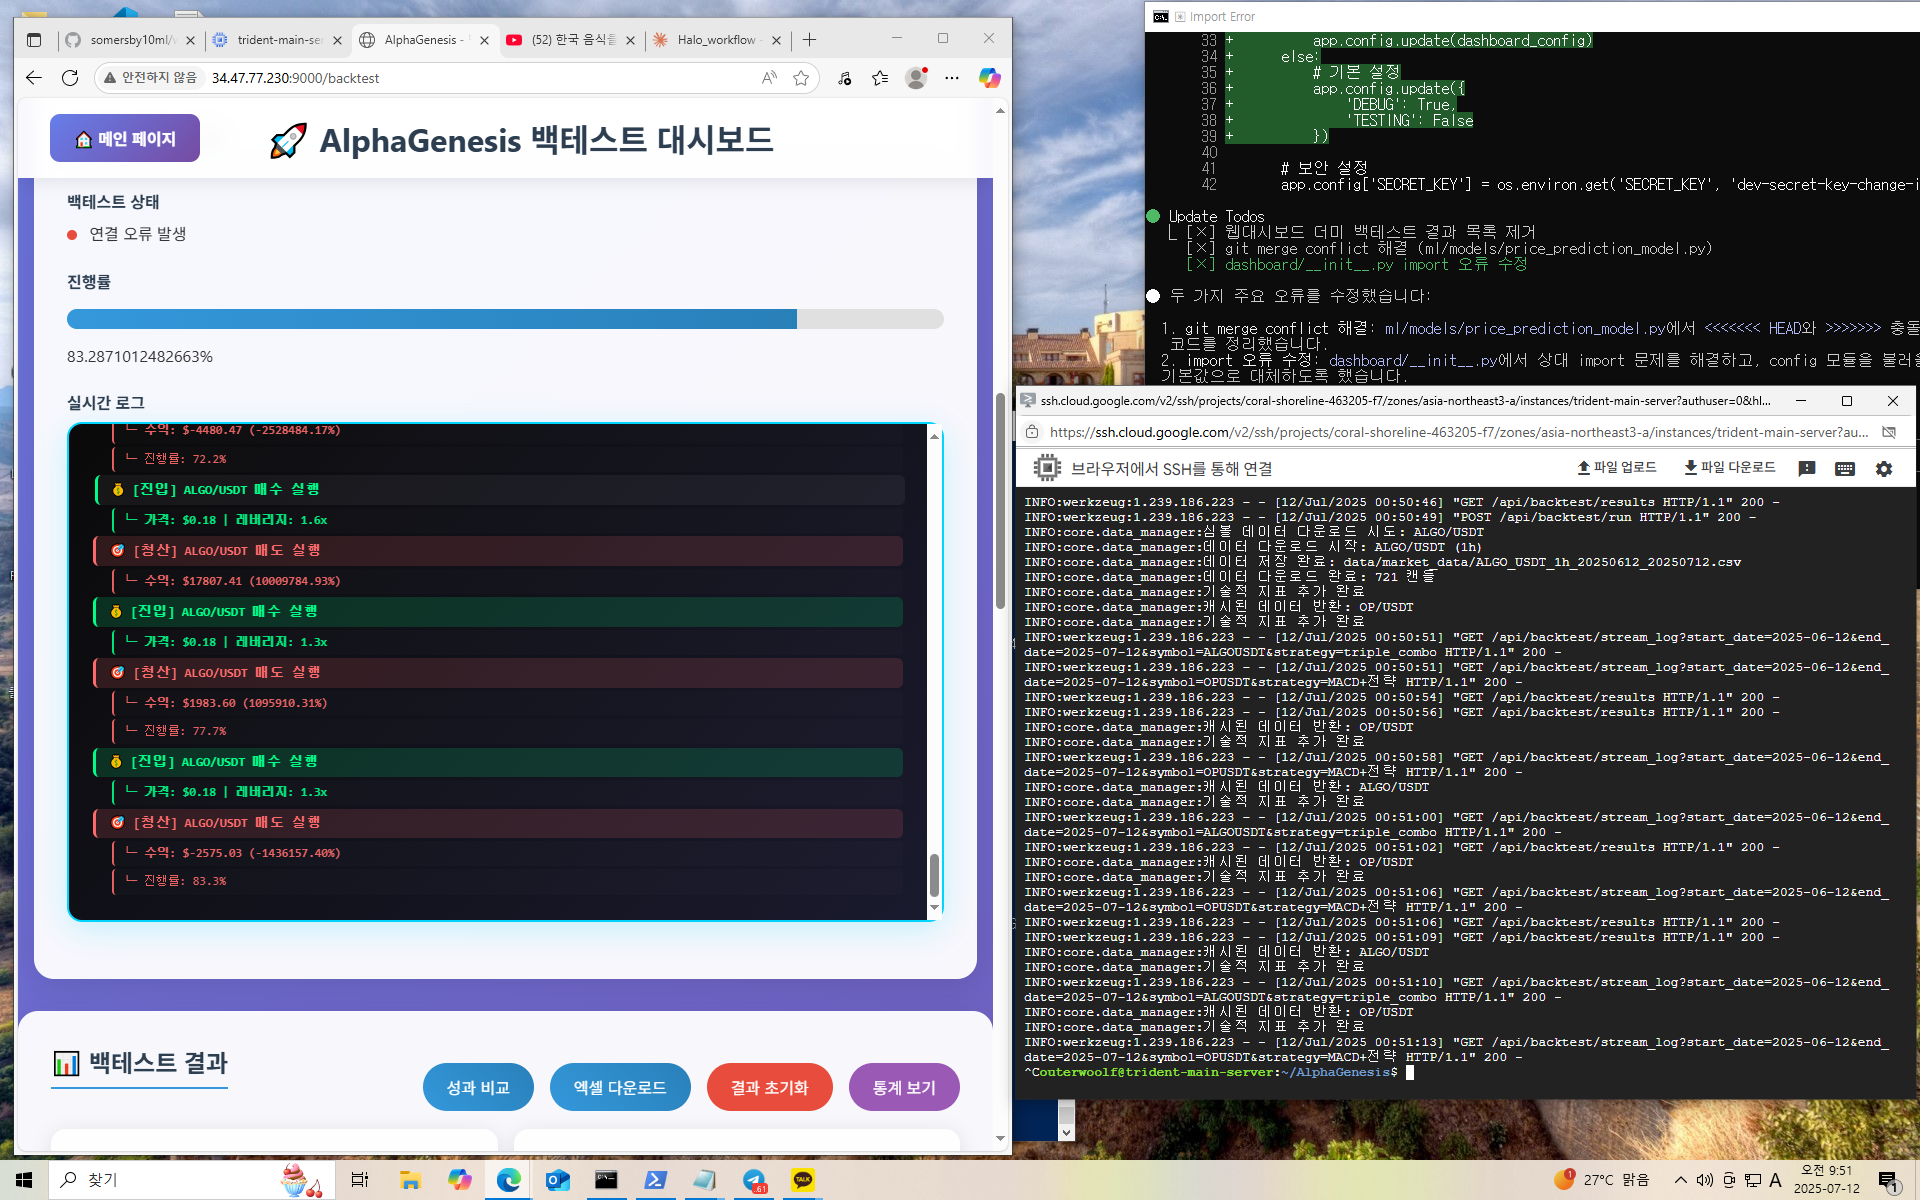 somersby10ml/
trident-main-se
AlphaGenesis -
(52) 한국 음식을
Halo_workflow -
안전하지 않음
34.47.77.230:9000/backtest
메인 페이지
AlphaGenesis 백테스트 대시보드
백테스트 상태
연결 오류 발생
진행률
83.2871012482663%
실시간 로그
└─ 수익: $-4480.47 (-2528484.17%)
└─ 진행률: 72.2%
[진입] ALGO/USDT 매수 실행
└─ 가격: $0.18 | 레버리지: 1.6x
[청산] ALGO/USDT 매도 실행
└─ 수익: $17807.41 (10009784.93%)
[진입] ALGO/USDT 매수 실행
└─ 가격: $0.18 | 레버리지: 1.3x
[청산] ALGO/USDT 매도 실행
└─ 수익: $1983.60 (1095910.31%)
└─ 진행률: 77.7%
[진입] ALGO/USDT 매수 실행
└─ 가격: $0.18 | 레버리지: 1.3x
[청산] ALGO/USDT 매도 실행
└─ 수익: $-2575.03 (-1436157.40%)
└─ 진행률: 83.3%
백테스트 결과
성과 비교
엑셀 다운로드
결과 초기화
통계 보기
Import Error
33 + app.config.update(dashboard_config)
34 + else:
35 + # 기본 설정
36 + app.config.update({
37 + 'DEBUG': True,
38 + 'TESTING': False
39 + })
40
41 # 보안 설정
42 app.config['SECRET_KEY'] = os.environ.get('SECRET_KEY', 'dev-secret-key-change-i
Update Todos
[×] 웹대시보드 더미 백테스트 결과 목록 제거
[×] git merge conflict 해결 (ml/models/price_prediction_model.py)
[×] dashboard/__init__.py import 오류 수정
두 가지 주요 오류를 수정했습니다:
1. git merge conflict 해결: ml/models/price_prediction_model.py에서 <<<<<<< HEAD와 >>>>>>> 충돌
코드를 정리했습니다.
2. import 오류 수정: dashboard/__init__.py에서 상대 import 문제를 해결하고, config 모듈을 불러올
기본값으로 대체하도록 했습니다.
ssh.cloud.google.com/v2/ssh/projects/coral-shoreline-463205-f7/zones/asia-northeast3-a/instances/trident-main-server?authuser=0&hl...
https://ssh.cloud.google.com/v2/ssh/projects/coral-shoreline-463205-f7/zones/asia-northeast3-a/instances/trident-main-server?au...
브라우저에서 SSH를 통해 연결
파일 업로드
파일 다운로드
INFO:werkzeug:1.239.186.223 - - [12/Jul/2025 00:50:46] "GET /api/backtest/results HTTP/1.1" 200 -
INFO:werkzeug:1.239.186.223 - - [12/Jul/2025 00:50:49] "POST /api/backtest/run HTTP/1.1" 200 -
INFO:core.data_manager:심볼 데이터 다운로드 시도: ALGO/USDT
INFO:core.data_manager:데이터 다운로드 시작: ALGO/USDT (1h)
INFO:core.data_manager:데이터 저장 완료: data/market_data/ALGO_USDT_1h_20250612_20250712.csv
INFO:core.data_manager:데이터 다운로드 완료: 721 캔들
INFO:core.data_manager:기술적 지표 추가 완료
INFO:core.data_manager:캐시된 데이터 반환: OP/USDT
INFO:core.data_manager:기술적 지표 추가 완료
INFO:werkzeug:1.239.186.223 - - [12/Jul/2025 00:50:51] "GET /api/backtest/stream_log?start_date=2025-06-12&end_
date=2025-07-12&symbol=ALGOUSDT&strategy=triple_combo HTTP/1.1" 200 -
INFO:werkzeug:1.239.186.223 - - [12/Jul/2025 00:50:51] "GET /api/backtest/stream_log?start_date=2025-06-12&end_
date=2025-07-12&symbol=OPUSDT&strategy=MACD+전략 HTTP/1.1" 200 -
INFO:werkzeug:1.239.186.223 - - [12/Jul/2025 00:50:54] "GET /api/backtest/results HTTP/1.1" 200 -
INFO:werkzeug:1.239.186.223 - - [12/Jul/2025 00:50:56] "GET /api/backtest/results HTTP/1.1" 200 -
INFO:core.data_manager:캐시된 데이터 반환: OP/USDT
INFO:core.data_manager:기술적 지표 추가 완료
INFO:werkzeug:1.239.186.223 - - [12/Jul/2025 00:50:58] "GET /api/backtest/stream_log?start_date=2025-06-12&end_
date=2025-07-12&symbol=OPUSDT&strategy=MACD+전략 HTTP/1.1" 200 -
INFO:core.data_manager:캐시된 데이터 반환: ALGO/USDT
INFO:core.data_manager:기술적 지표 추가 완료
INFO:werkzeug:1.239.186.223 - - [12/Jul/2025 00:51:00] "GET /api/backtest/stream_log?start_date=2025-06-12&end_
date=2025-07-12&symbol=ALGOUSDT&strategy=triple_combo HTTP/1.1" 200 -
INFO:werkzeug:1.239.186.223 - - [12/Jul/2025 00:51:02] "GET /api/backtest/results HTTP/1.1" 200 -
INFO:core.data_manager:캐시된 데이터 반환: OP/USDT
INFO:core.data_manager:기술적 지표 추가 완료
INFO:werkzeug:1.239.186.223 - - [12/Jul/2025 00:51:06] "GET /api/backtest/stream_log?start_date=2025-06-12&end_
date=2025-07-12&symbol=OPUSDT&strategy=MACD+전략 HTTP/1.1" 200 -
INFO:werkzeug:1.239.186.223 - - [12/Jul/2025 00:51:06] "GET /api/backtest/results HTTP/1.1" 200 -
INFO:werkzeug:1.239.186.223 - - [12/Jul/2025 00:51:09] "GET /api/backtest/results HTTP/1.1" 200 -
INFO:core.data_manager:캐시된 데이터 반환: ALGO/USDT
INFO:core.data_manager:기술적 지표 추가 완료
INFO:werkzeug:1.239.186.223 - - [12/Jul/2025 00:51:10] "GET /api/backtest/stream_log?start_date=2025-06-12&end_
date=2025-07-12&symbol=ALGOUSDT&strategy=triple_combo HTTP/1.1" 200 -
INFO:core.data_manager:캐시된 데이터 반환: OP/USDT
INFO:core.data_manager:기술적 지표 추가 완료
INFO:werkzeug:1.239.186.223 - - [12/Jul/2025 00:51:13] "GET /api/backtest/stream_log?start_date=2025-06-12&end_
date=2025-07-12&symbol=OPUSDT&strategy=MACD+전략 HTTP/1.1" 200 -
^Couterwoolf@trident-main-server:~/AlphaGenesis$
찾기
61
TALK
1
27°C 맑음
A
오전 9:51
2025-07-12
1